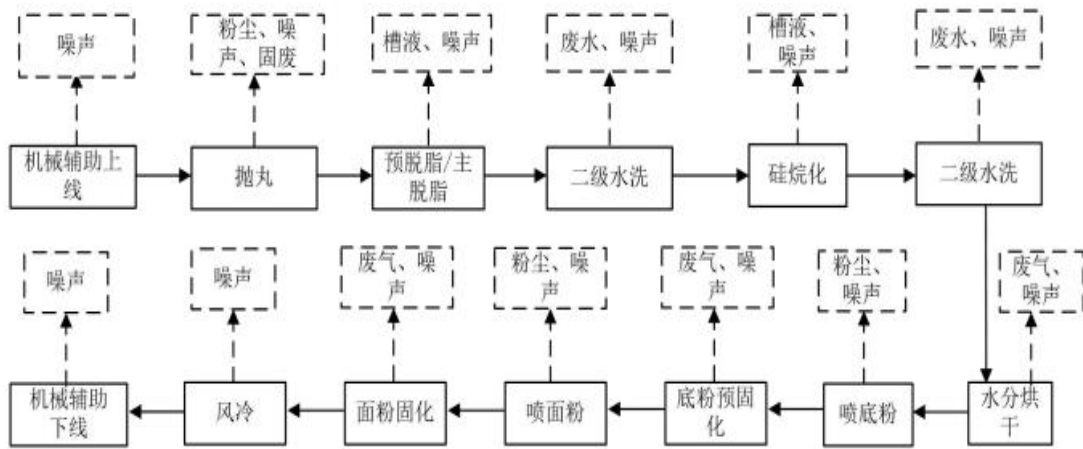 噪声
粉尘、噪
声、固废
槽液、噪声
废水、噪声
槽液、
噪声
废水、噪声
机械辅助上
线
抛丸
预脱脂/主
脱脂
二级水洗
硅烷化
二级水洗
噪声
噪声
废气、噪
声
粉尘、噪
声
废气、噪
声
粉尘、
噪声
废气、
噪声
机械辅助
下线
风冷
面粉固化
喷面粉
底粉预固
化
喷底粉
水分烘
干